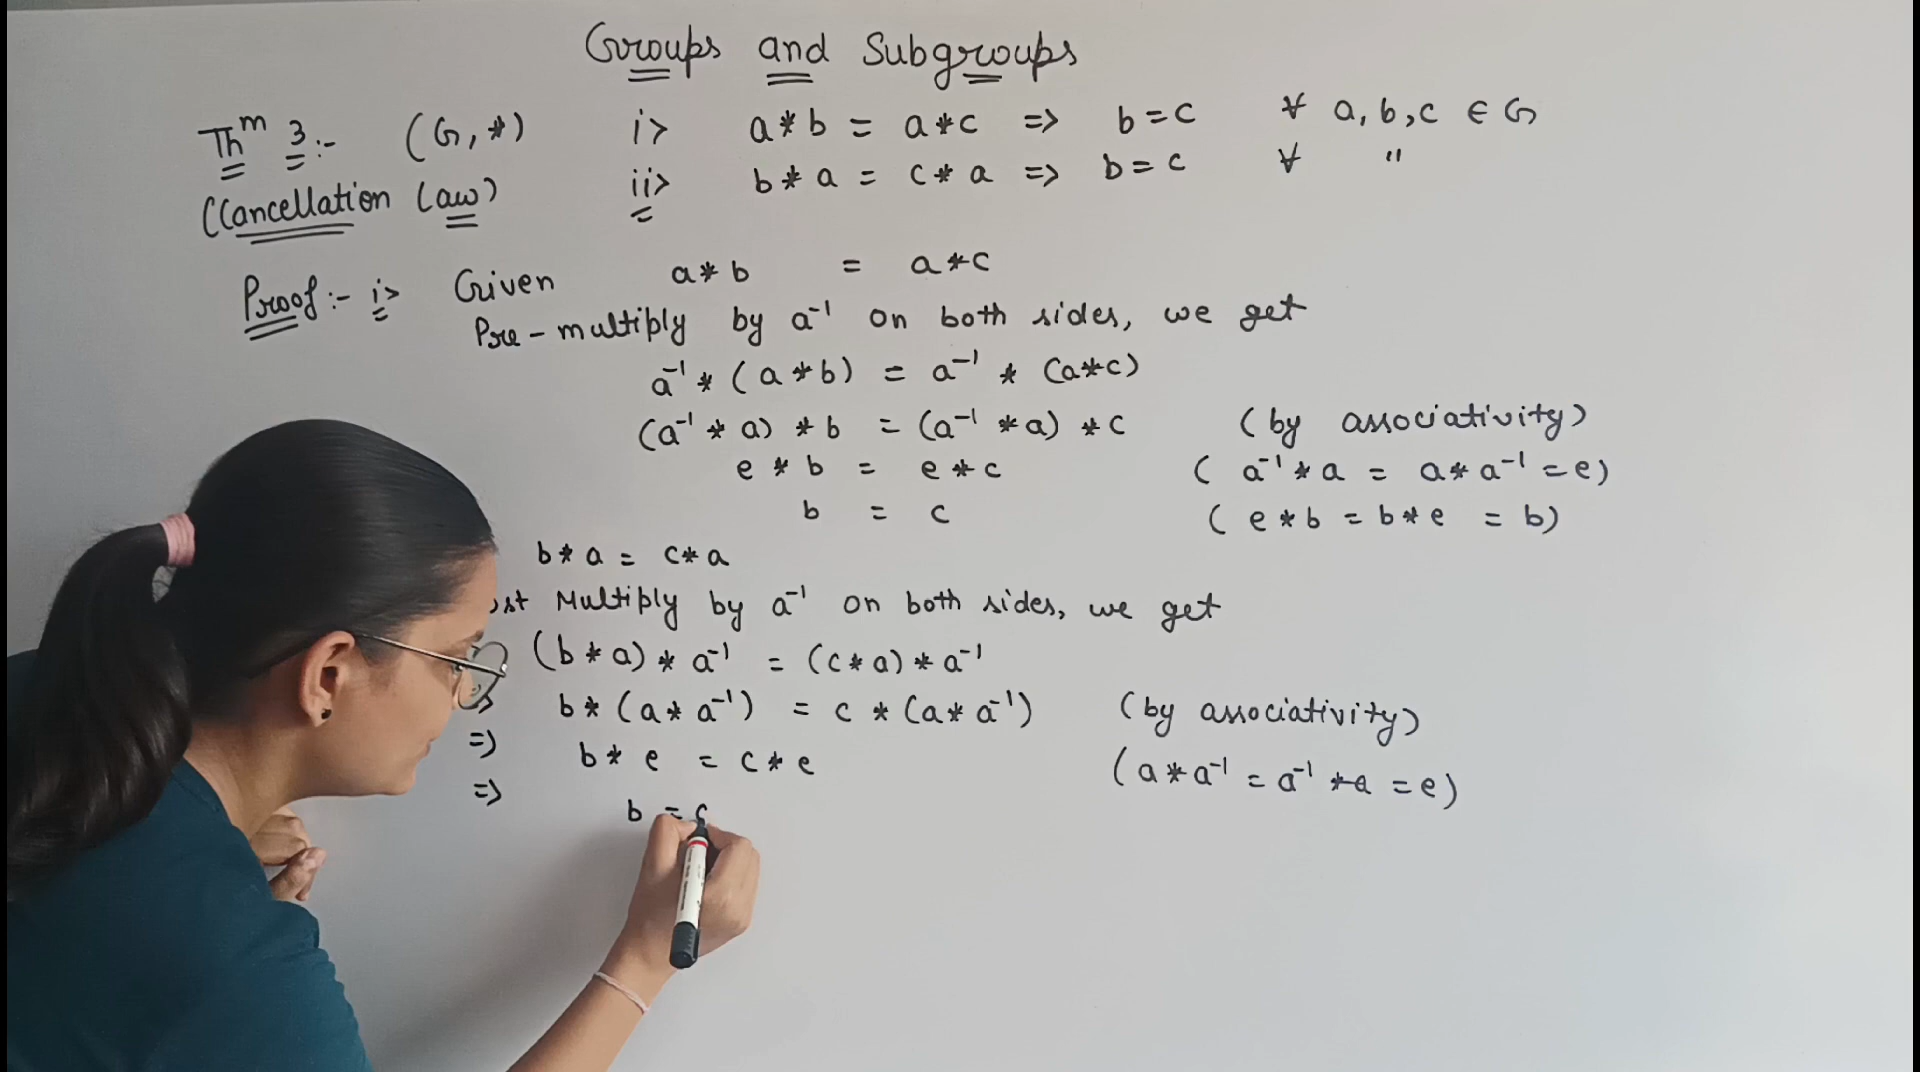 Groups and Subgroups
Thm 3:- (G, *) i> a*b = a*c => b=c ∀ a,b,c ∈ G
(Cancellation Law) ii> b*a = c*a => b=c ∀ "
Proof:- i> Given a*b = a*c
Pre-multiply by a⁻¹ on both sides, we get
a⁻¹*(a*b) = a⁻¹*(a*c)
(a⁻¹*a)*b = (a⁻¹*a)*c (by associativity)
e*b = e*c (a⁻¹*a = a*a⁻¹ = e)
b = c (e*b = b*e = b)
b*a = c*a
Multiply by a⁻¹ on both sides, we get
(b*a)*a⁻¹ = (c*a)*a⁻¹
b*(a*a⁻¹) = c*(a*a⁻¹) (by associativity)
=> b*e = c*e (a*a⁻¹ = a⁻¹*a = e)
=> b = c